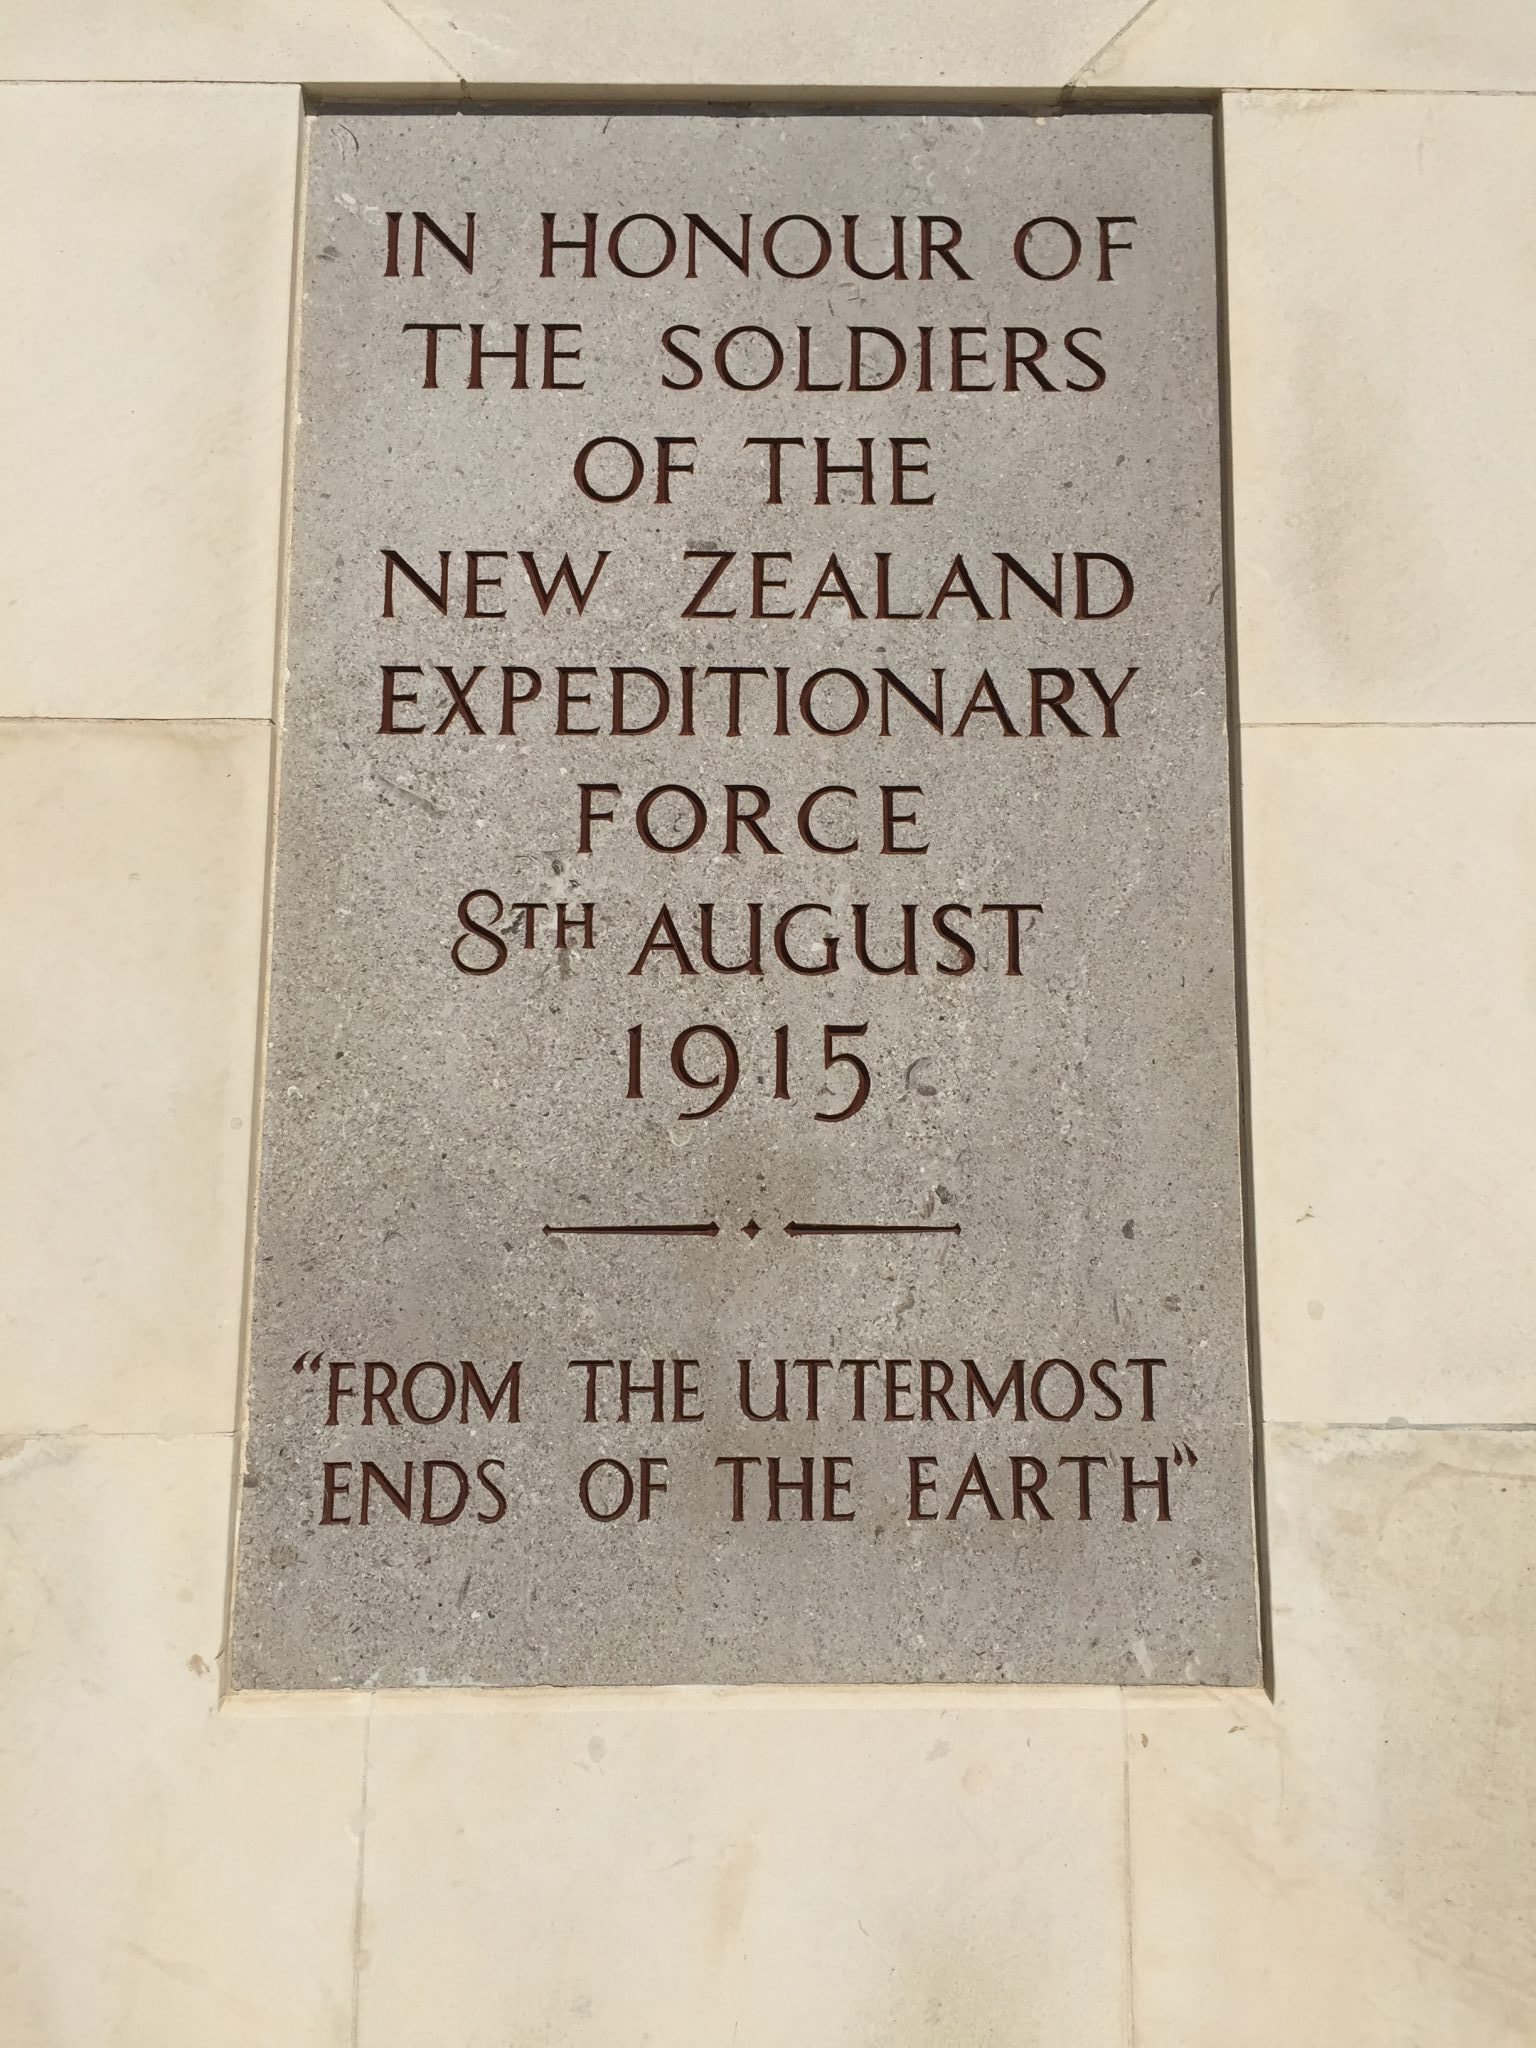 IN HONOUR OF
THE SOLDIERS
OF THE
NEW ZEALAND
EXPEDITIONARY
FORCE
8TH AUGUST
1915
“FROM THE UTTERMOST
ENDS OF THE EARTH”